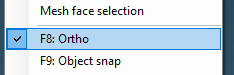 Mesh face selection
F8: Ortho
F9: Object snap